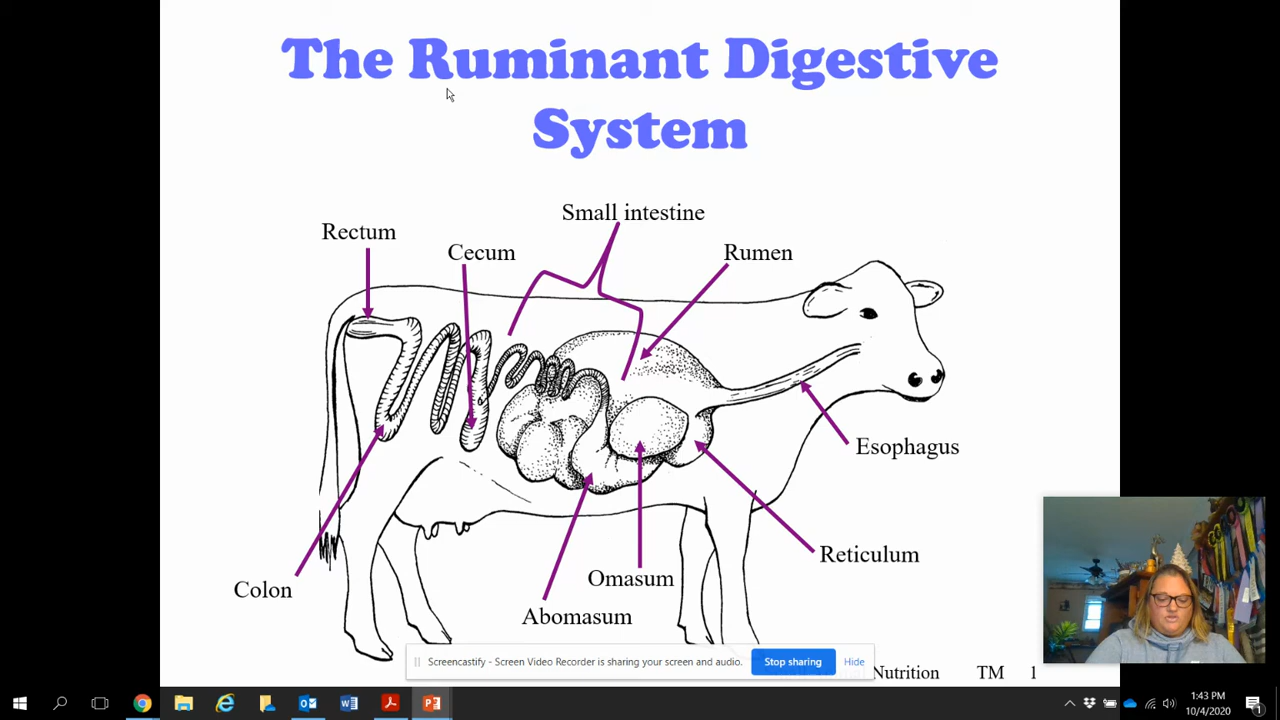 The Ruminant Digestive
System
Small intestine
Rectum
Cecum
Rumen
Esophagus
Reticulum
Omasum
Colon
Abomasum
Screencastify - Screen Video Recorder is sharing your screen and audio.
Stop sharing
Hide
Nutrition
TM
1
1:43 PM
10/4/2020